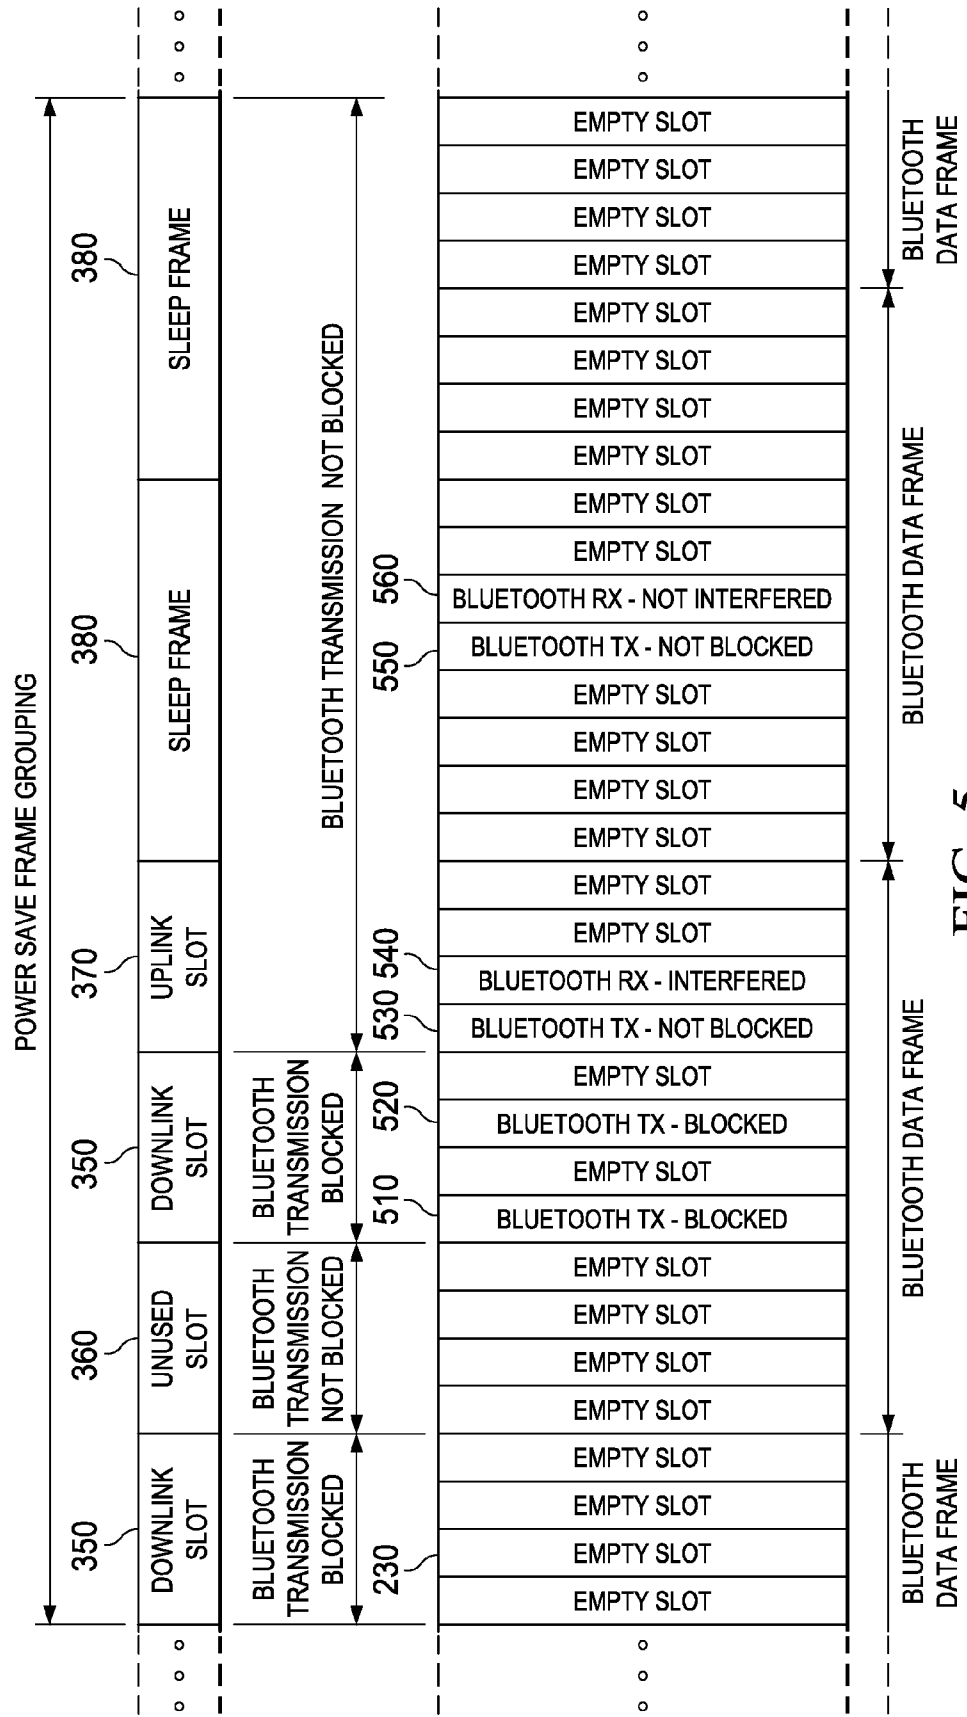 POWER SAVE FRAME GROUPING
350
360
350
370
380
380
DOWNLINK
SLOT
UNUSED
SLOT
DOWNLINK
SLOT
UPLINK
SLOT
SLEEP FRAME
SLEEP FRAME
BLUETOOTH
TRANSMISSION
BLOCKED
BLUETOOTH
TRANSMISSION
NOT BLOCKED
BLUETOOTH
TRANSMISSION
BLOCKED
BLUETOOTH TRANSMISSION NOT BLOCKED
230
510
520
530
540
550
560
EMPTY SLOT
EMPTY SLOT
EMPTY SLOT
EMPTY SLOT
EMPTY SLOT
EMPTY SLOT
EMPTY SLOT
EMPTY SLOT
BLUETOOTH TX - BLOCKED
EMPTY SLOT
BLUETOOTH TX - BLOCKED
EMPTY SLOT
BLUETOOTH TX - NOT BLOCKED
BLUETOOTH RX - INTERFERED
EMPTY SLOT
EMPTY SLOT
EMPTY SLOT
EMPTY SLOT
EMPTY SLOT
EMPTY SLOT
BLUETOOTH TX - NOT BLOCKED
BLUETOOTH RX - NOT INTERFERED
EMPTY SLOT
EMPTY SLOT
EMPTY SLOT
EMPTY SLOT
EMPTY SLOT
EMPTY SLOT
EMPTY SLOT
EMPTY SLOT
EMPTY SLOT
EMPTY SLOT
BLUETOOTH
DATA FRAME
BLUETOOTH DATA FRAME
BLUETOOTH DATA FRAME
BLUETOOTH
DATA FRAME